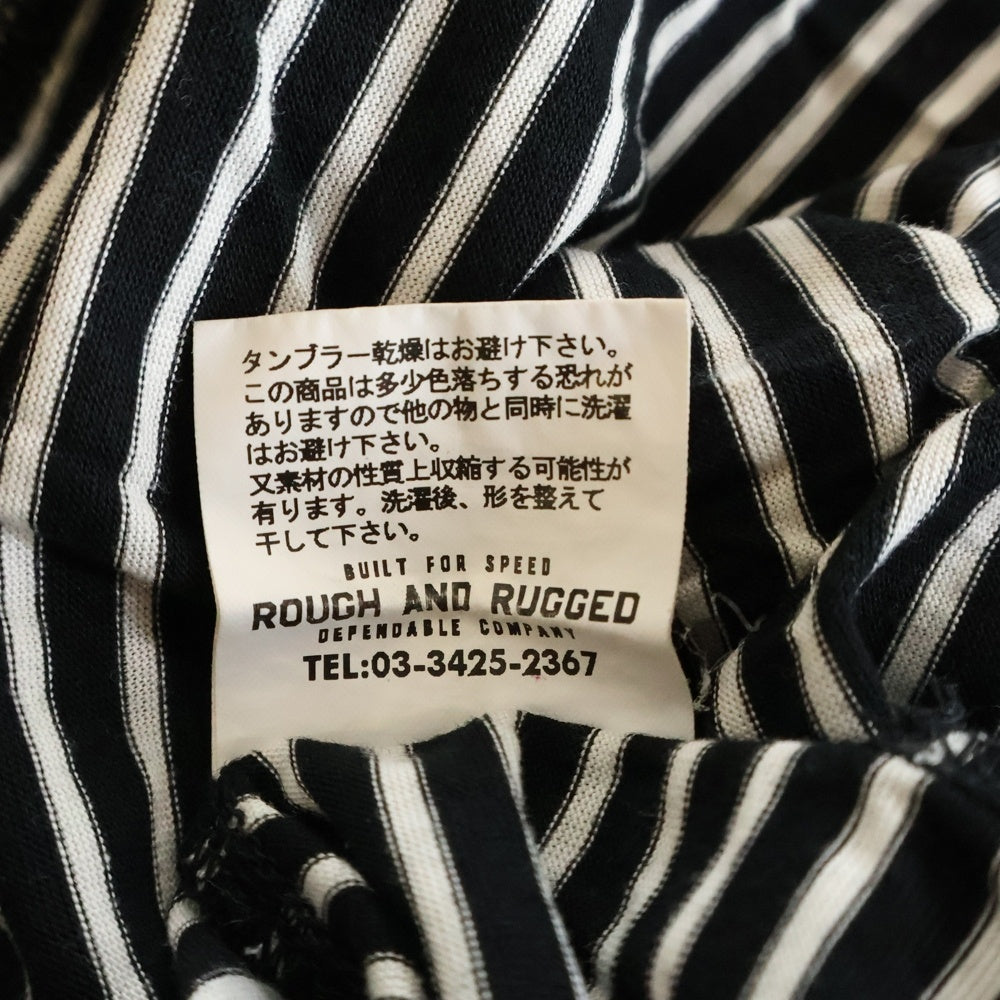 タンブラー乾燥はお避け下さい。
この商品は多少色落ちする恐れが
ありますので他の物と同時に洗濯
はお避け下さい。
又素材の性質上収縮する可能性が
有ります。洗濯後、形を整えて
干して下さい。
BUILT FOR SPEED
ROUGH AND RUGGED
DEPENDABLE COMPANY
TEL:03-3425-2367